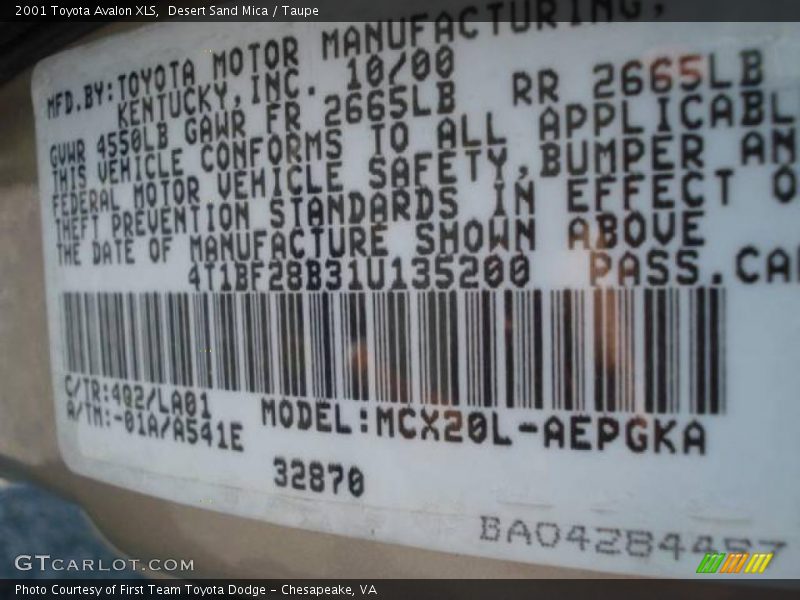 2001 Toyota Avalon XLS, Desert Sand Mica / Taupe
MFD.BY:TOYOTA MOTOR MANUFACTURING,
KENTUCKY,INC. 10/00
GVWR 4550LB GAWR FR 2665LB RR 2665LB
THIS VEHICLE CONFORMS TO ALL APPLICABL
FEDERAL MOTOR VEHICLE SAFETY,BUMPER AN
THEFT PREVENTION STANDARDS IN EFFECT O
THE DATE OF MANUFACTURE SHOWN ABOVE
4T1BF28B31U135200 PASS.CA
C/TR:4Q2/LA01
A/TM:-01A/A541E
MODEL:MCX20L-AEPGKA
32870
BA04284487
GTCARLOT.COM
Photo Courtesy of First Team Toyota Dodge - Chesapeake, VA